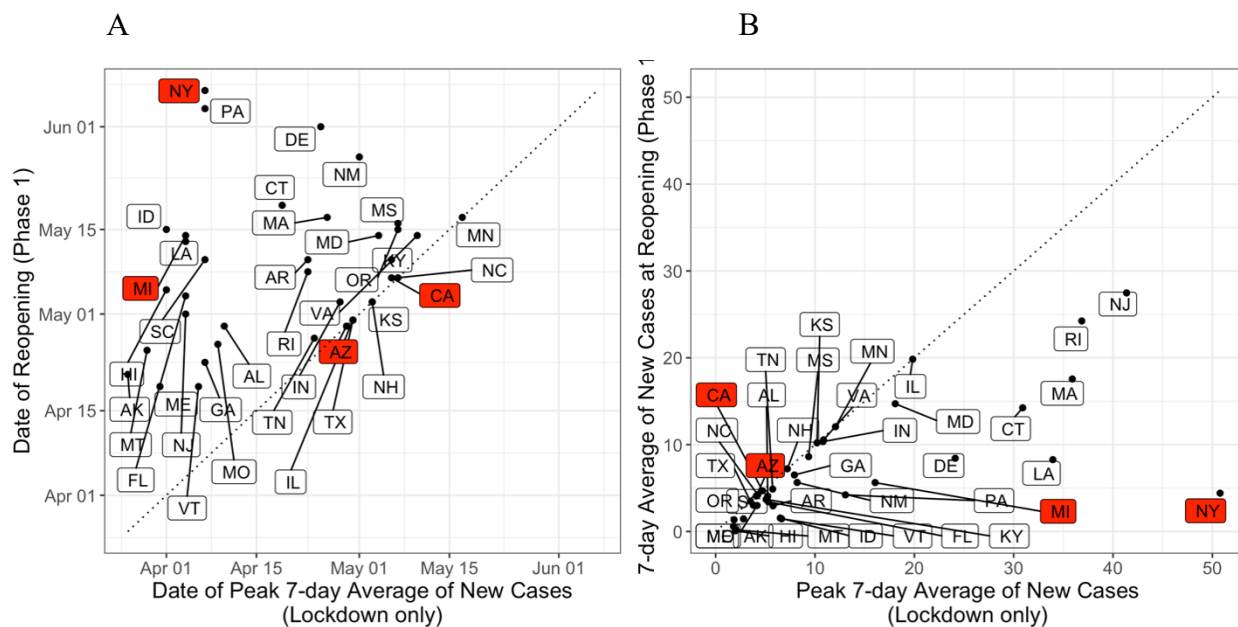 A
B
NY
PA
Jun 01
DE
NM
CT
MS
ID
MA
May 15
MN
MD
LA
KY
NC
AR
OR
MI
CA
May 01
VA
KS
SC
RI
AZ
HI
AL
IN
NH
AK
ME
GA
Apr 15
TN
TX
MT
NJ
MO
FL
IL
VT
Apr 01
Date of Reopening (Phase 1)
Apr 01
Apr 15
May 01
May 15
Jun 01
Date of Peak 7-day Average of New Cases
(Lockdown only)
50
40
30
NJ
KS
RI
20
TN
MS
MN
CA
AL
VA
IL
MA
MD
NC
NH
IN
CT
10
TX
AZ
GA
DE
LA
OR
AR
NM
PA
MI
NY
0
AK
HI
MT
ID
VT
FL
KY
7-day Average of New Cases at Reopening (Phase 1
0
10
20
30
40
50
Peak 7-day Average of New Cases
(Lockdown only)